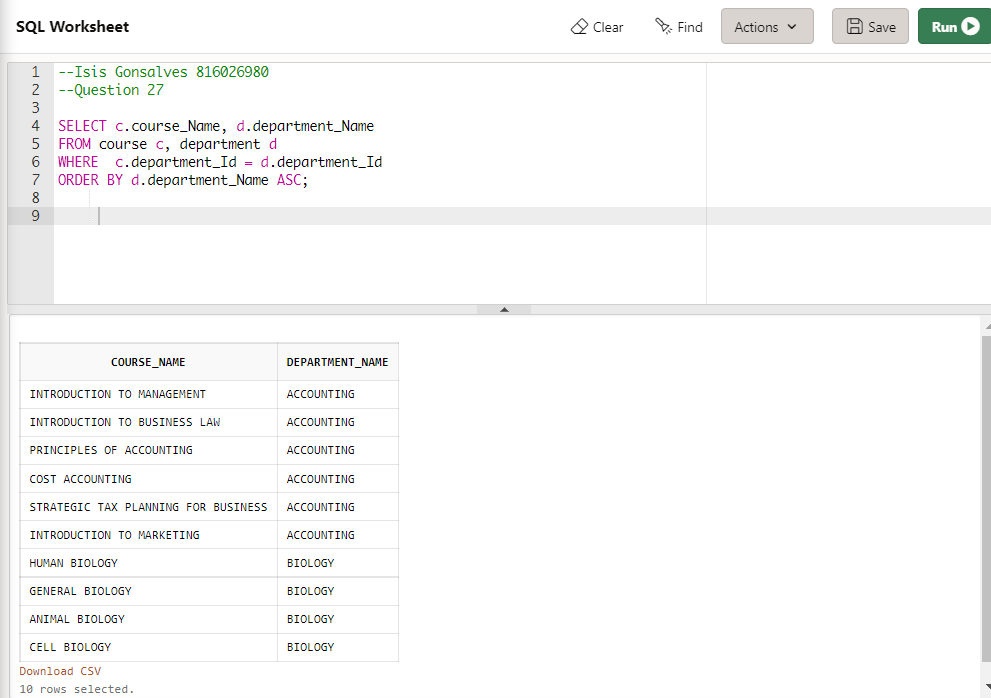 SQL Worksheet
Clear Find Actions Save Run
1 --Isis Gonsalves 816026980
2 --Question 27
3
4 SELECT c.course_Name, d.department_Name
5 FROM course c, department d
6 WHERE  c.department_Id = d.department_Id
7 ORDER BY d.department_Name ASC;
8
9
COURSE_NAME DEPARTMENT_NAME
INTRODUCTION TO MANAGEMENT ACCOUNTING
INTRODUCTION TO BUSINESS LAW ACCOUNTING
PRINCIPLES OF ACCOUNTING ACCOUNTING
COST ACCOUNTING ACCOUNTING
STRATEGIC TAX PLANNING FOR BUSINESS ACCOUNTING
INTRODUCTION TO MARKETING ACCOUNTING
HUMAN BIOLOGY BIOLOGY
GENERAL BIOLOGY BIOLOGY
ANIMAL BIOLOGY BIOLOGY
CELL BIOLOGY BIOLOGY
Download CSV
10 rows selected.